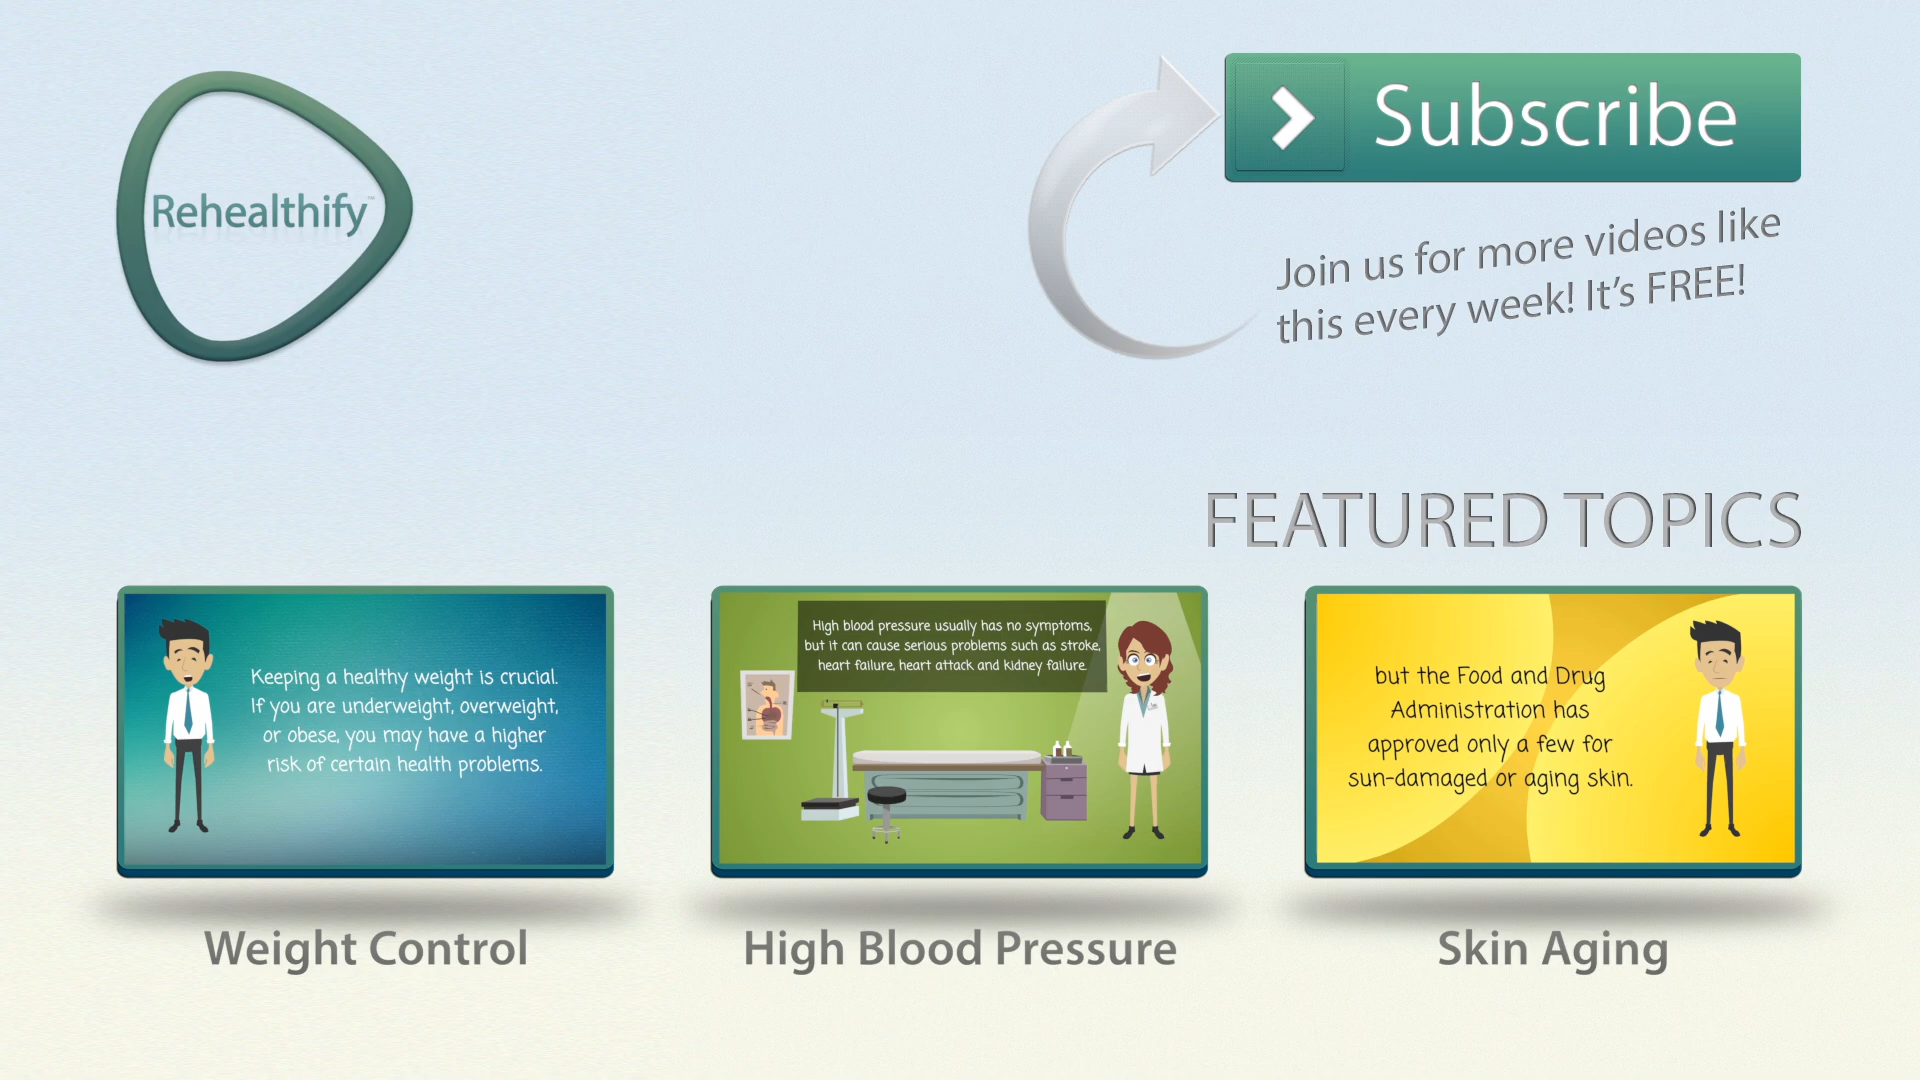 Rehealthify™
Subscribe
Join us for more videos like
this every week! It's FREE!
FEATURED TOPICS
Keeping a healthy weight is crucial.
If you are underweight, overweight,
or obese, you may have a higher
risk of certain health problems.
High blood pressure usually has no symptoms,
but it can cause serious problems such as stroke,
heart failure, heart attack and kidney failure.
but the Food and Drug
Administration has
approved only a few for
sun-damaged or aging skin.
Weight Control
High Blood Pressure
Skin Aging